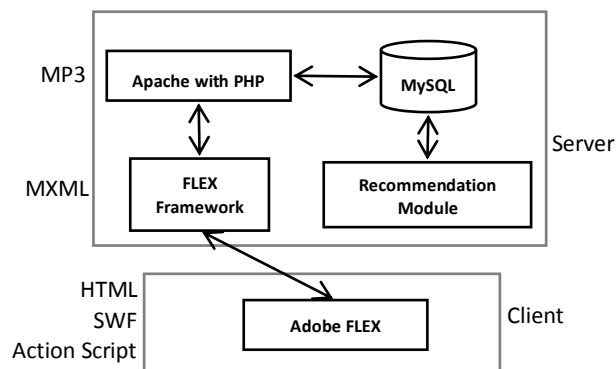 MP3
Apache with PHP
MySQL
Server
MXML
FLEX
Framework
Recommendation
Module
HTML
SWF
Action Script
Adobe FLEX
Client